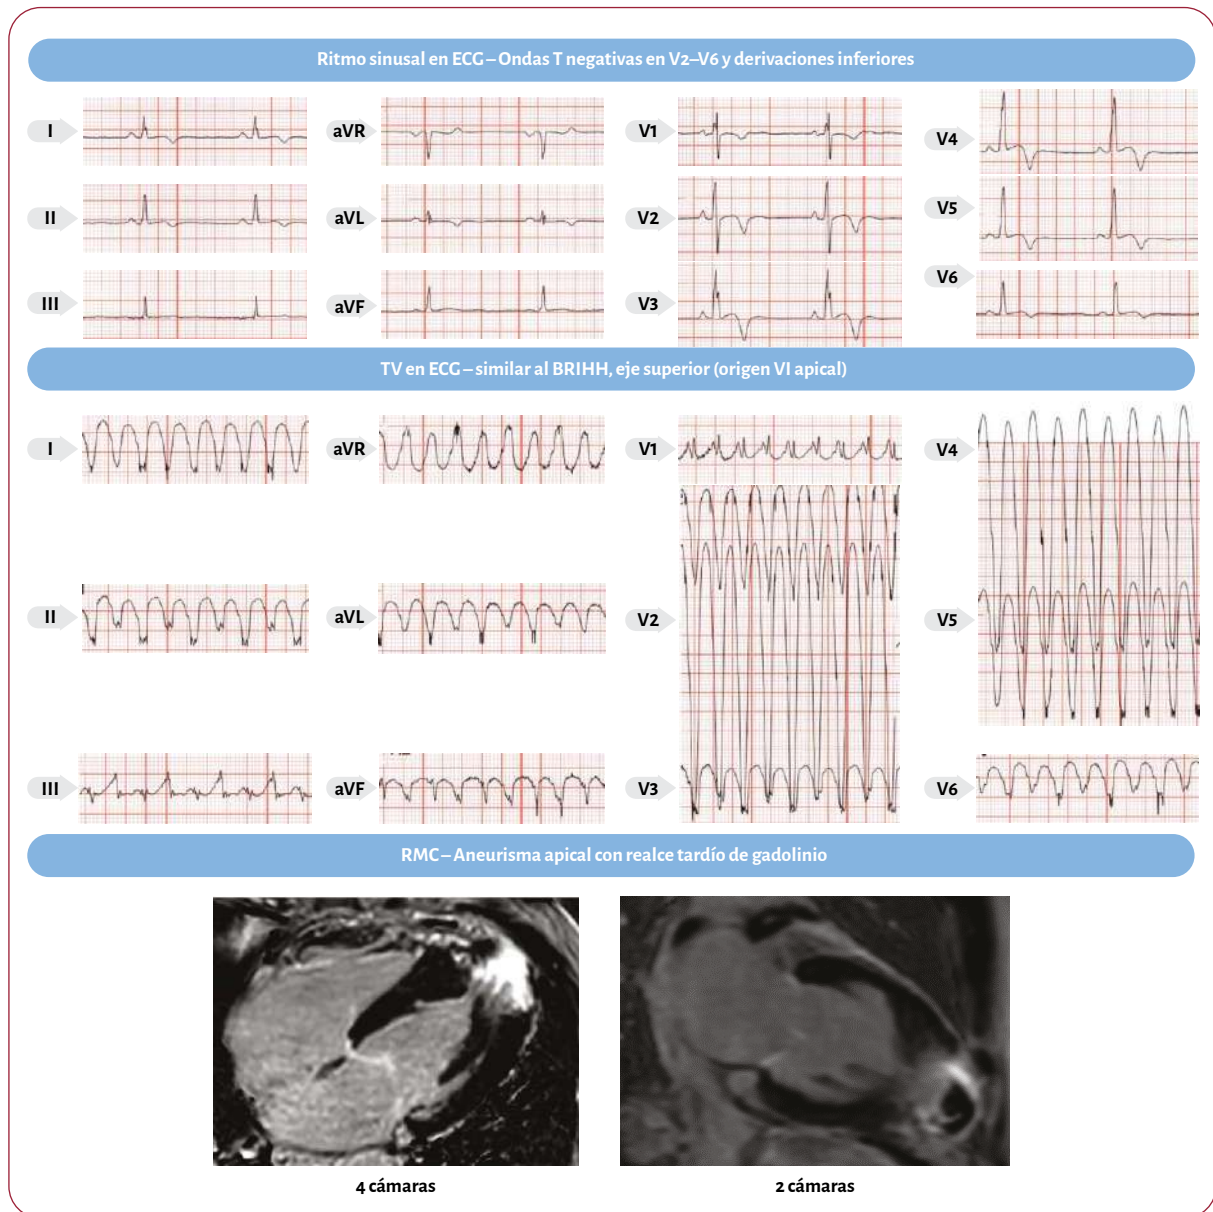 Ritmo sinusal en ECG – Ondas T negativas en V2–V6 y derivaciones inferiores
I
aVR
V1
V4
II
aVL
V2
V5
III
aVF
V3
V6
TV en ECG – similar al BRIHH, eje superior (origen VI apical)
I
aVR
V1
V4
II
aVL
V2
V5
III
aVF
V3
V6
RMC – Aneurisma apical con realce tardío de gadolinio
4 cámaras
2 cámaras